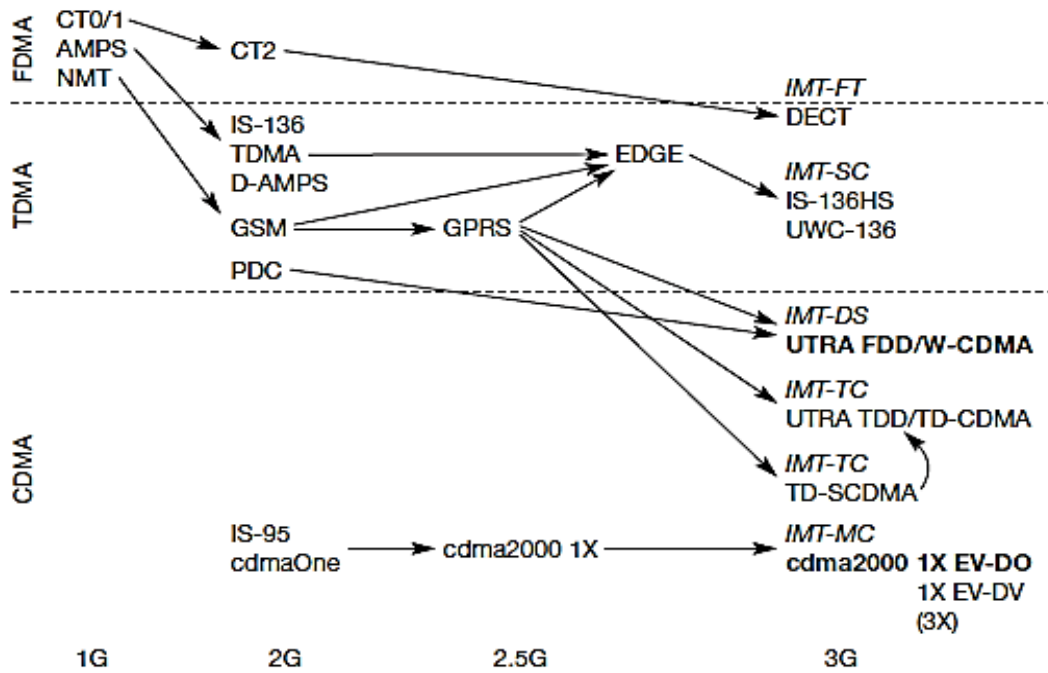 FDMA
CT0/1
AMPS
NMT
CT2
IMT-FT
DECT
TDMA
IS-136
TDMA
D-AMPS
EDGE
IMT-SC
IS-136HS
UWC-136
GSM
GPRS
PDC
CDMA
IMT-DS
UTRA FDD/W-CDMA
IMT-TC
UTRA TDD/TD-CDMA
IMT-TC
TD-SCDMA
IS-95
cdmaOne
cdma2000 1X
IMT-MC
cdma2000 1X EV-DO
1X EV-DV
(3X)
1G
2G
2.5G
3G